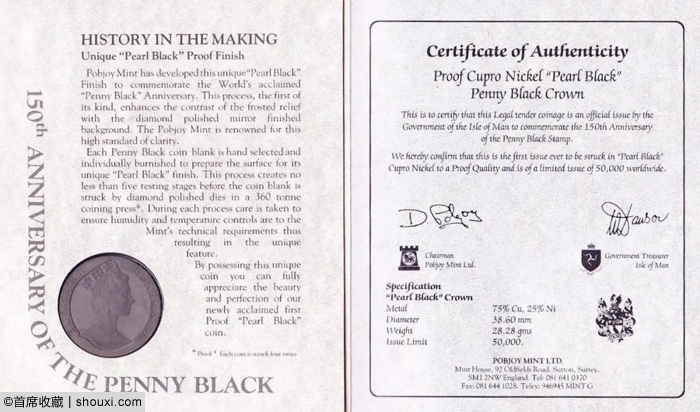 HISTORY IN THE MAKING
Unique "Pearl Black" Proof Finish
Pobjoy Mint has developed this unique "Pearl Black"
Finish to commemorate the World's acclaimed
"Penny Black" Anniversary. This process, the first of
its kind, enhances the contrast of the frosted relief
with the diamond polished mirror finished
background. The Pobjoy Mint is renowned for this
high standard of clarity.
Each Penny Black coin blank is hand selected and
individually burnished to prepare the surface for its
unique "Pearl Black" finish. This process creates no
less than five testing stages before the coin blank is
struck by diamond polished dies in a 360 tonne
coining press*. During each process care is taken to
ensure humidity and temperature controls are to the
Mint's technical requirements thus
resulting in the unique
feature.
By possessing this unique
coin you can fully
appreciate the beauty
and perfection of our
newly acclaimed first
Proof "Pearl Black"
coin.
* Proof 4 Each coin is struck four times
150th ANNIVERSARY OF THE PENNY BLACK
Certificate of Authenticity
Proof Cupro Nickel "Pearl Black"
Penny Black Crown
This is to certify that this Legal tender coinage is an official issue by the
Government of the Isle of Man to commemorate the 150th Anniversary
of the Penny Black Stamp.
We hereby confirm that this is the first issue ever to be struck in "Pearl Black"
Cupro Nickel to a Proof Quality and is of a limited issue of 50,000 worldwide.
D Pobjoy
Chairman
Pobjoy Mint Ltd.
Government Treasurer
Isle of Man
Specification
"Pearl Black" Crown
Metal 75% Cu, 25% Ni
Diameter 38.60 mm
Weight 28.28 gms
Issue Limit 50,000.
POBJOY MINT LTD.
Mint House, 92 Oldfields Road, Sutton, Surrey,
SM1 2NW England. Tel: 081 641 0370
Fax: 081 644 1028. Telex: 946945 MINT G
©首席收藏 | shouxi.com